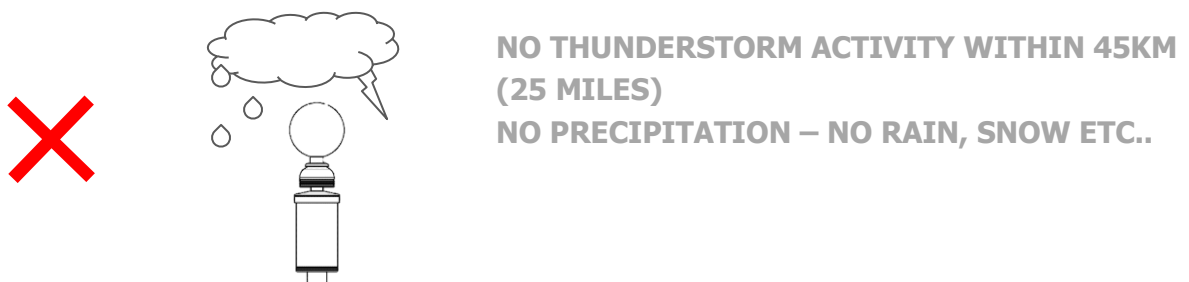 NO THUNDERSTORM ACTIVITY WITHIN 45KM
(25 MILES)
NO PRECIPITATION – NO RAIN, SNOW ETC..